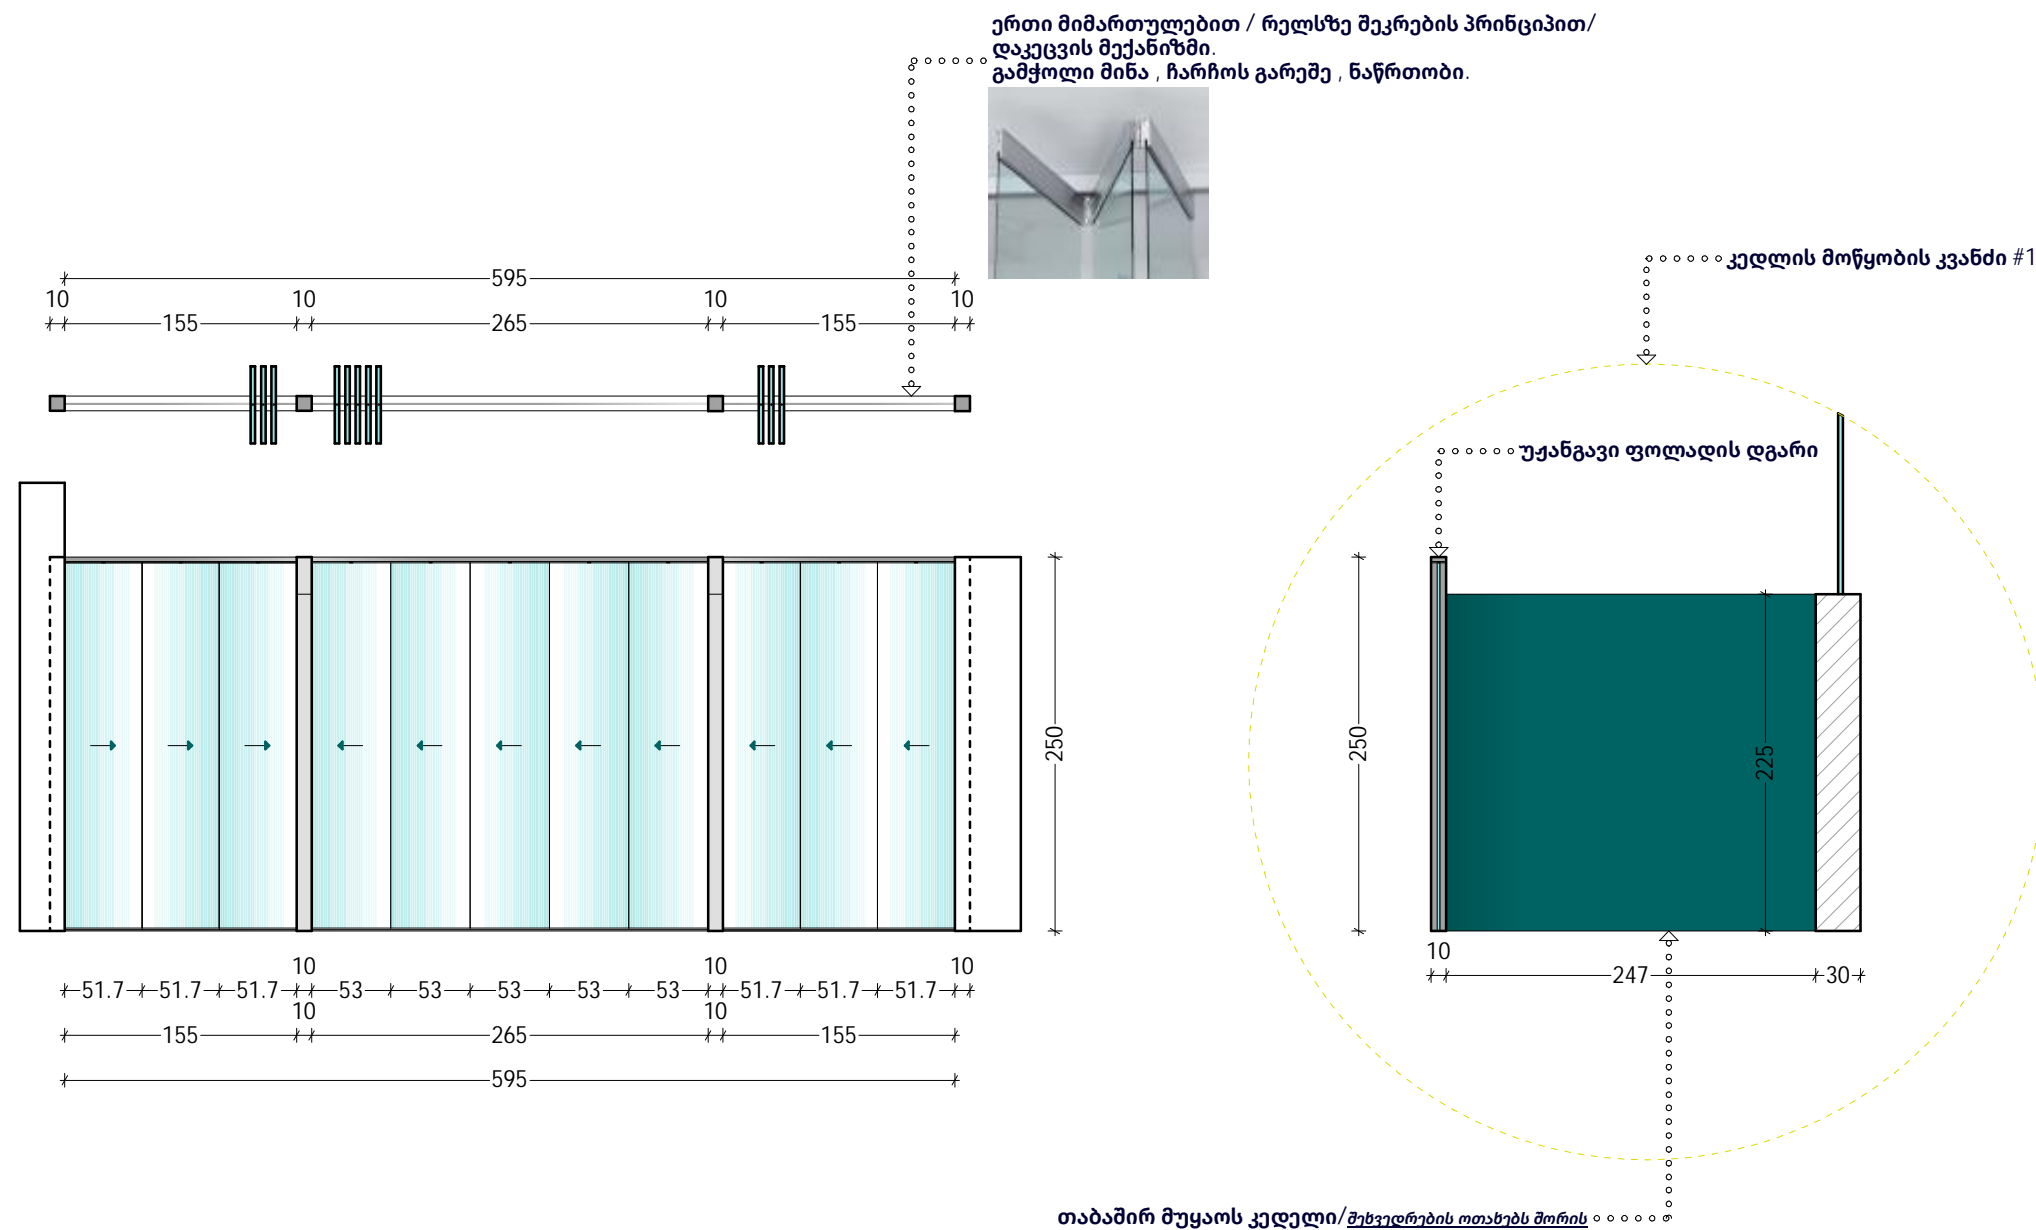 ერთი მიმართულებით / რელსზე შეკრების პრინციპით/
დაკეცვის მექანიზმი.
გამჭოლი მინა , ჩარჩოს გარეშე , ნაწრთობი.
კედლის მოწყობის კვანძი #1
595
10 10 10 10
155 265 155
უჟანგავი ფოლადის დგარი
250
250
225
10 10 10
51.7 51.7 51.7 53 53 53 53 53 51.7 51.7 51.7
10 10
155 265 155
595
10
247 30
თაბაშირ მუყაოს კედელი/შეხვედრების ოთახებს შორის